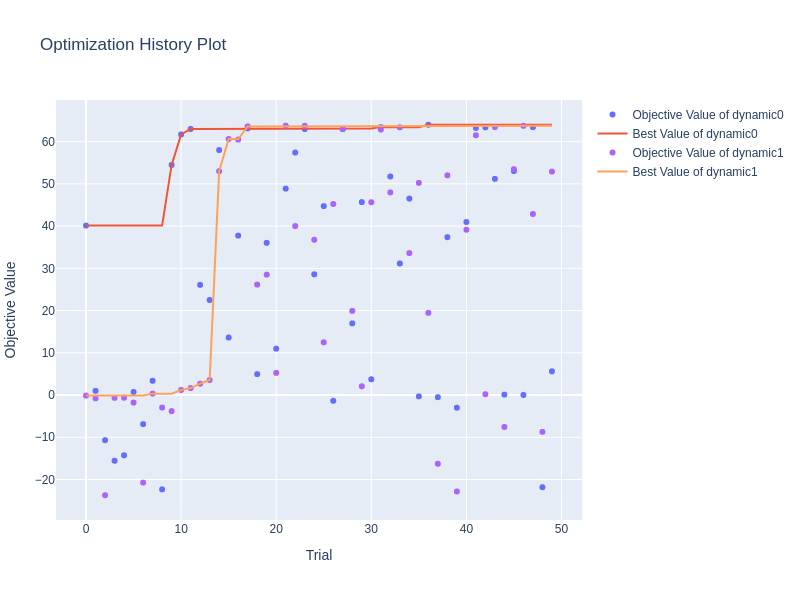 Optimization History Plot
Objective Value of dynamic0
Best Value of dynamic0
Objective Value of dynamic1
Best Value of dynamic1
60
50
40
30
20
10
0
−10
−20
Objective Value
0
10
20
30
40
50
Trial